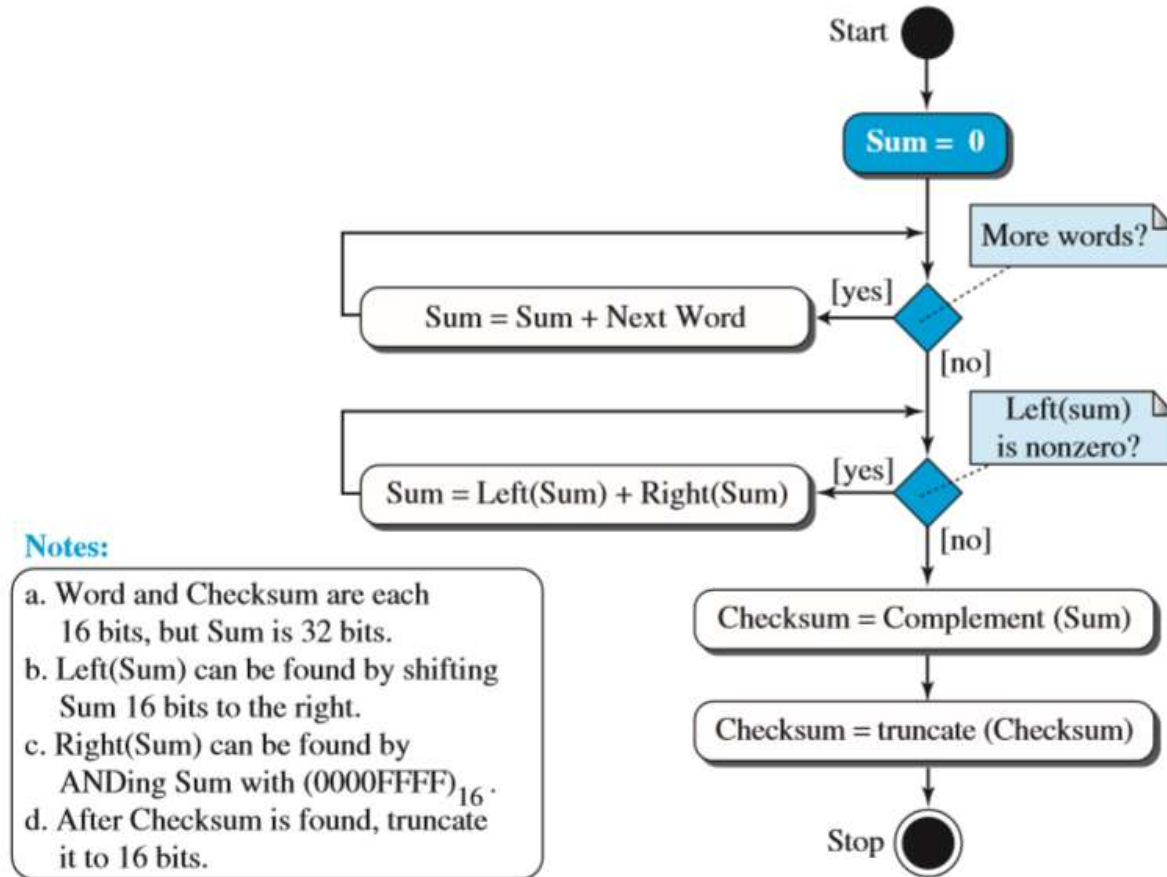 Start
Sum = 0
More words?
[yes]
Sum = Sum + Next Word
[no]
Left(sum)
is nonzero?
[yes]
Sum = Left(Sum) + Right(Sum)
[no]
Notes:
a. Word and Checksum are each
16 bits, but Sum is 32 bits.
b. Left(Sum) can be found by shifting
Sum 16 bits to the right.
c. Right(Sum) can be found by
ANDing Sum with (0000FFFF)16.
d. After Checksum is found, truncate
it to 16 bits.
Checksum = Complement (Sum)
Checksum = truncate (Checksum)
Stop